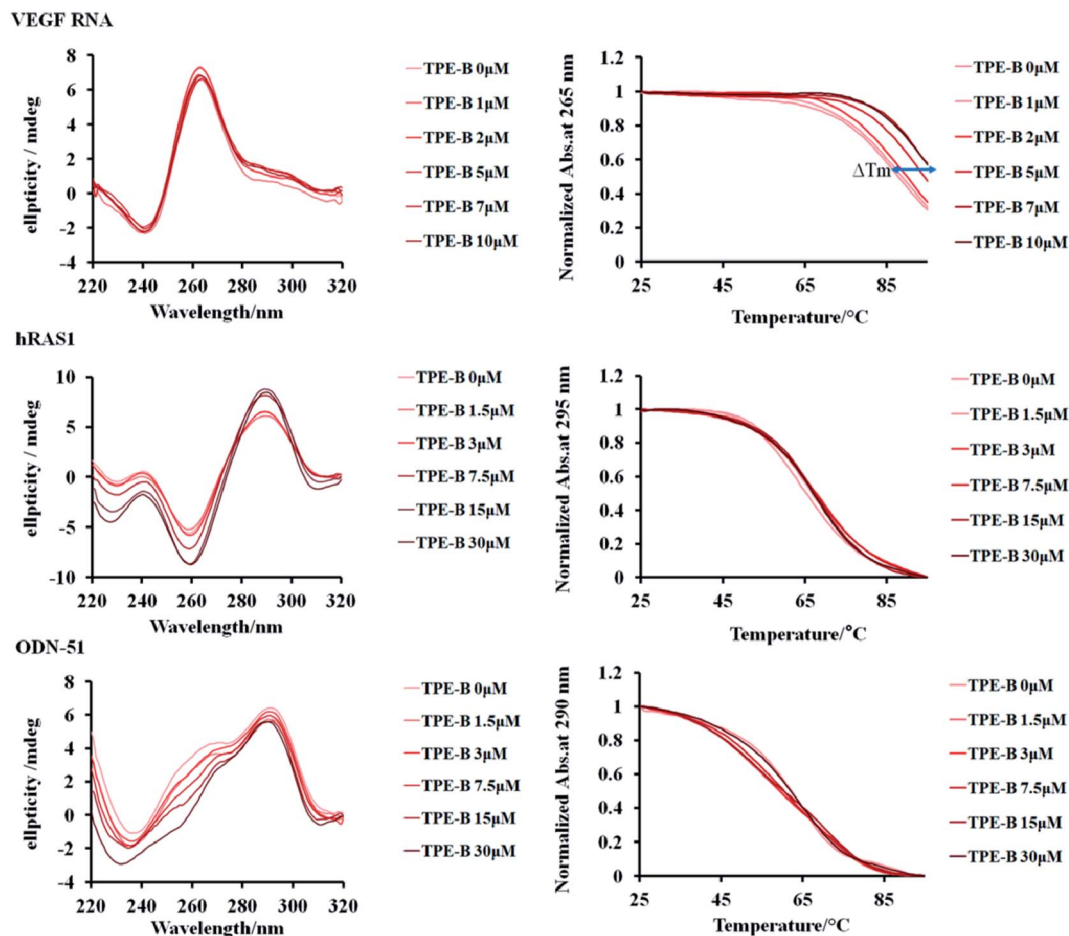 VEGF RNA
ellpticity / mdeg
8
6
4
2
0
-2
-4
220 240 260 280 300 320
Wavelength/nm
TPE-B 0μM
TPE-B 1μM
TPE-B 2μM
TPE-B 5μM
TPE-B 7μM
TPE-B 10μM
Normalized Abs.at 265 nm
1.2
1
0.8
0.6
0.4
0.2
0
25 45 65 85
Temperature/°C
ΔTm
TPE-B 0μM
TPE-B 1μM
TPE-B 2μM
TPE-B 5μM
TPE-B 7μM
TPE-B 10μM
hRAS1
ellpticity / mdeg
10
5
0
-5
-10
220 240 260 280 300 320
Wavelength/nm
TPE-B 0μM
TPE-B 1.5μM
TPE-B 3μM
TPE-B 7.5μM
TPE-B 15μM
TPE-B 30μM
Normalized Abs.at 295 nm
1.2
1
0.8
0.6
0.4
0.2
0
25 45 65 85
Temperature/°C
TPE-B 0μM
TPE-B 1.5μM
TPE-B 3μM
TPE-B 7.5μM
TPE-B 15μM
TPE-B 30μM
ODN-51
ellpticity /mdeg
8
6
4
2
0
-2
-4
220 240 260 280 300 320
Wavelength/nm
TPE-B 0μM
TPE-B 1.5μM
TPE-B 3μM
TPE-B 7.5μM
TPE-B 15μM
TPE-B 30μM
Normalized Abs.at 290 nm
1.2
1
0.8
0.6
0.4
0.2
0
25 45 65 85
Temperature/°C
TPE-B 0μM
TPE-B 1.5μM
TPE-B 3μM
TPE-B 7.5μM
TPE-B 15μM
TPE-B 30μM